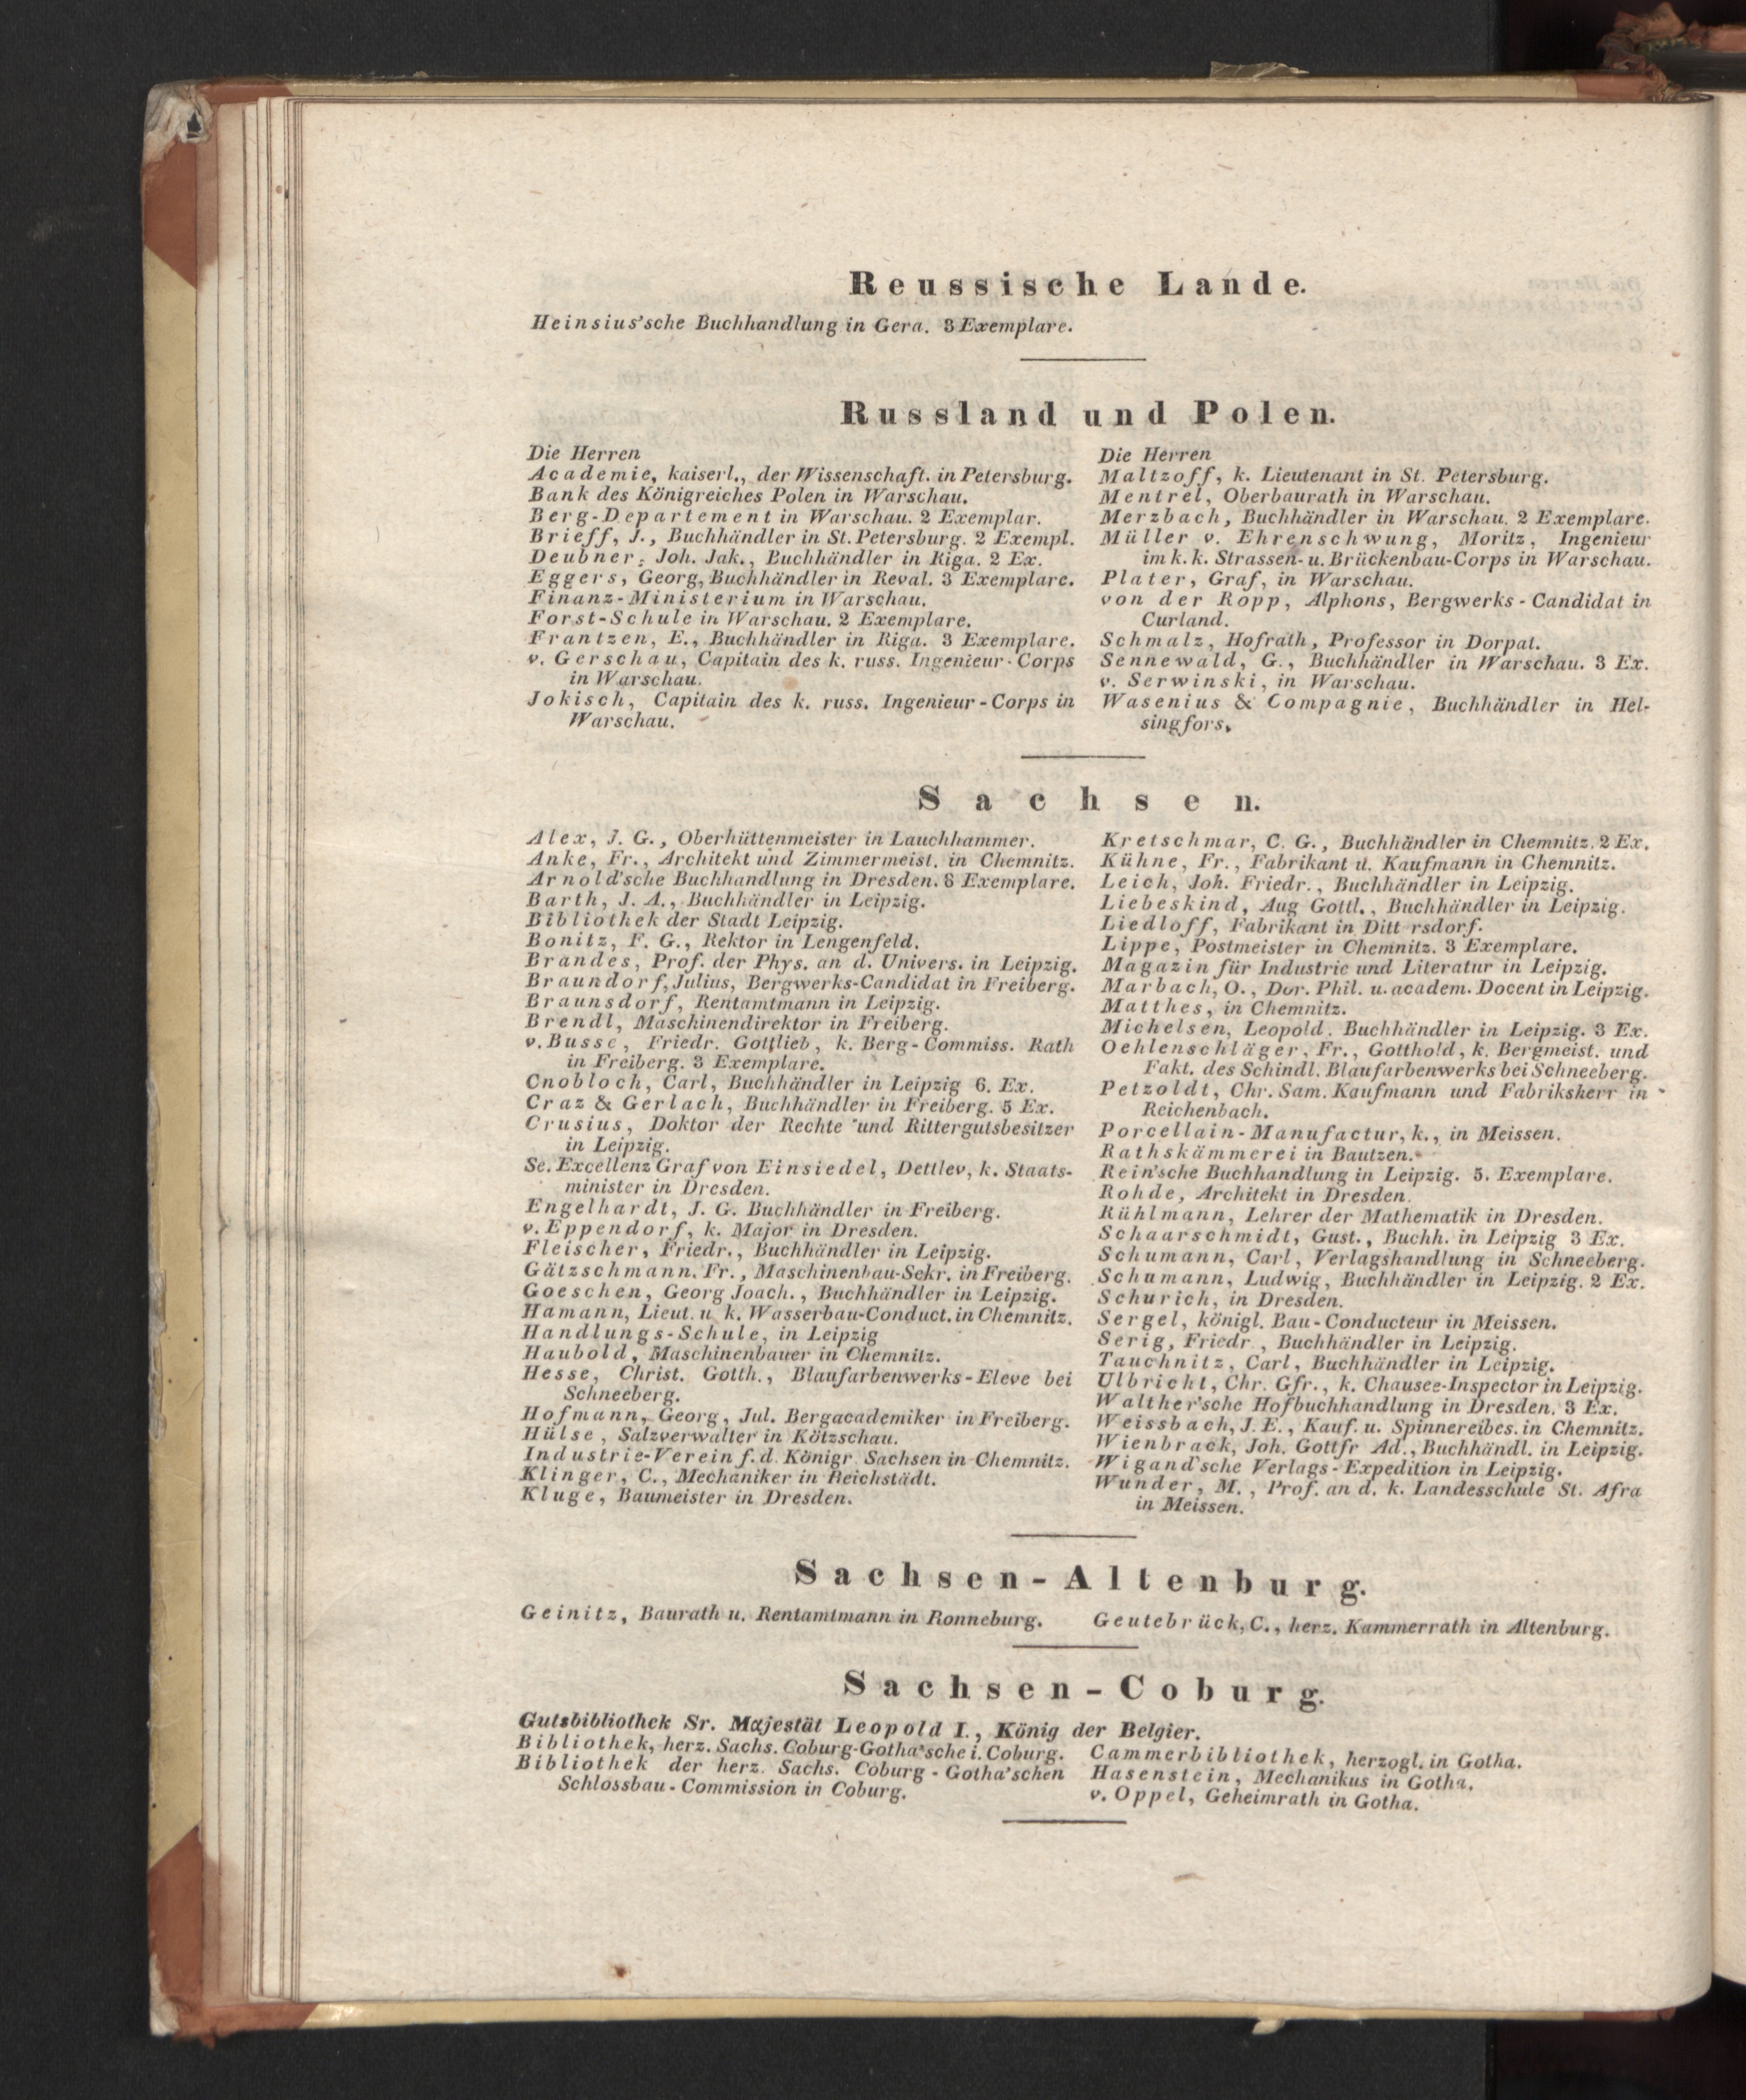 Reussische Lande.
Heinsius'sche Buchhandlung in Gera. 3 Exemplare.
Russland und Polen.
Die Herren
Academie, kaiserl., der Wissenschaft. in Petersburg.
Bank des Königreiches Polen in Warschau.
Berg-Departement in Warschau. 2 Exemplar.
Brieff, J., Buchhändler in St. Petersburg. 2 Exempl.
Deubner, Joh. Jak., Buchhändler in Riga. 2 Ex.
Eggers, Georg, Buchhändler in Reval. 3 Exemplare.
Finanz-Ministerium in Warschau.
Forst-Schule in Warschau. 2 Exemplare.
Frantzen, E., Buchhändler in Riga. 3 Exemplare.
v. Gerschau, Capitain des k. russ. Ingenieur-Corps
in Warschau.
Jokisch, Capitain des k. russ. Ingenieur-Corps in
Warschau.
Die Herren
Maltzoff, k. Lieutenant in St. Petersburg.
Mentrel, Oberbaurath in Warschau.
Merzbach, Buchhändler in Warschau. 2 Exemplare.
Müller v. Ehrenschwung, Moritz, Ingenieur
im k. k. Strassen- u. Brückenbau-Corps in Warschau.
Plater, Graf, in Warschau.
von der Ropp, Alphons, Bergwerks-Candidat in
Curland.
Schmalz, Hofrath, Professor in Dorpat.
Sennewald, G., Buchhändler in Warschau. 3 Ex.
v. Serwinski, in Warschau.
Wasenius & Compagnie, Buchhändler in Hel-
singfors.
Sachsen.
Alex, J. G., Oberhüttenmeister in Lauchhammer.
Anke, Fr., Architekt und Zimmermeist. in Chemnitz.
Arnold'sche Buchhandlung in Dresden. 8 Exemplare.
Barth, J. A., Buchhändler in Leipzig.
Bibliothek der Stadt Leipzig.
Bonitz, F. G., Rektor in Lengenfeld.
Brandes, Prof. der Phys. an d. Univers. in Leipzig.
Braundorf, Julius, Bergwerks-Candidat in Freiberg.
Braunsdorf, Rentamtmann in Leipzig.
Brendl, Maschinendirektor in Freiberg.
v. Busse, Friedr. Gottlieb, k. Berg-Commiss. Rath
in Freiberg. 3 Exemplare.
Cnobloch, Carl, Buchhändler in Leipzig 6. Ex.
Craz & Gerlach, Buchhändler in Freiberg. 5 Ex.
Crusius, Doktor der Rechte und Rittergutsbesitzer
in Leipzig.
Se. Excellenz Graf von Einsiedel, Dettlev, k. Staats-
minister in Dresden.
Engelhardt, J. G. Buchhändler in Freiberg.
v. Eppendorf, k. Major in Dresden.
Fleischer, Friedr., Buchhändler in Leipzig.
Gätzschmann, Fr., Maschinenbau-Sekr. in Freiberg.
Goeschen, Georg Joach., Buchhändler in Leipzig.
Hamann, Lieut. u. k. Wasserbau-Conduct. in Chemnitz.
Handlungs-Schule, in Leipzig
Haubold, Maschinenbauer in Chemnitz.
Hesse, Christ. Gotth., Blaufarbenwerks-Eleve bei
Schneeberg.
Hofmann, Georg, Jul. Bergacademiker in Freiberg.
Hülse, Salzverwalter in Kötzschau.
Industrie-Verein f. d. Königr. Sachsen in Chemnitz.
Klinger, C., Mechaniker in Reichstädt.
Kluge, Baumeister in Dresden.
Kretschmar, C. G., Buchhändler in Chemnitz. 2 Ex.
Kühne, Fr., Fabrikant u. Kaufmann in Chemnitz.
Leich, Joh. Friedr., Buchhändler in Leipzig.
Liebeskind, Aug Gottl., Buchhändler in Leipzig.
Liedloff, Fabrikant in Ditt rsdorf.
Lippe, Postmeister in Chemnitz. 3 Exemplare.
Magazin für Industrie und Literatur in Leipzig.
Marbach, O., Dor. Phil. u. academ. Docent in Leipzig.
Matthes, in Chemnitz.
Michelsen, Leopold. Buchhändler in Leipzig. 3 Ex.
Oehlenschläger, Fr., Gotthold, k. Bergmeist. und
Fakt. des Schindl. Blaufarbenwerks bei Schneeberg.
Petzoldt, Chr. Sam. Kaufmann und Fabriksherr in
Reichenbach.
Porcellain-Manufactur, k., in Meissen.
Rathskämmerei in Bautzen.
Rein'sche Buchhandlung in Leipzig. 5. Exemplare.
Rohde, Architekt in Dresden.
Rühlmann, Lehrer der Mathematik in Dresden.
Schaarschmidt, Gust., Buchh. in Leipzig 3 Ex.
Schumann, Carl, Verlagshandlung in Schneeberg.
Schumann, Ludwig, Buchhändler in Leipzig. 2 Ex.
Schurich, in Dresden.
Sergel, königl. Bau-Conducteur in Meissen.
Serig, Friedr., Buchhändler in Leipzig.
Tauchnitz, Carl, Buchhändler in Leipzig.
Ulbricht, Chr. Gfr., k. Chausee-Inspector in Leipzig.
Walther'sche Hofbuchhandlung in Dresden. 3 Ex.
Weissbach, J. E., Kauf. u. Spinnereibes. in Chemnitz.
Wienbrack, Joh. Gottfr Ad., Buchhändl. in Leipzig.
Wigand'sche Verlags-Expedition in Leipzig.
Wunder, M., Prof. an d. k. Landesschule St. Afra
in Meissen.
Sachsen-Altenburg.
Geinitz, Baurath u. Rentamtmann in Ronneburg.
Geutebrück, C., herz. Kammerrath in Altenburg.
Sachsen-Coburg.
Gutsbibliothek Sr. Majestät Leopold I., König der Belgier.
Bibliothek, herz. Sachs. Coburg-Gotha'sche i. Coburg.
Bibliothek der herz. Sachs. Coburg-Gotha'schen
Schlossbau-Commission in Coburg.
Cammerbibliothek, herzogl. in Gotha.
Hasenstein, Mechanikus in Gotha.
v. Oppel, Geheimrath in Gotha.